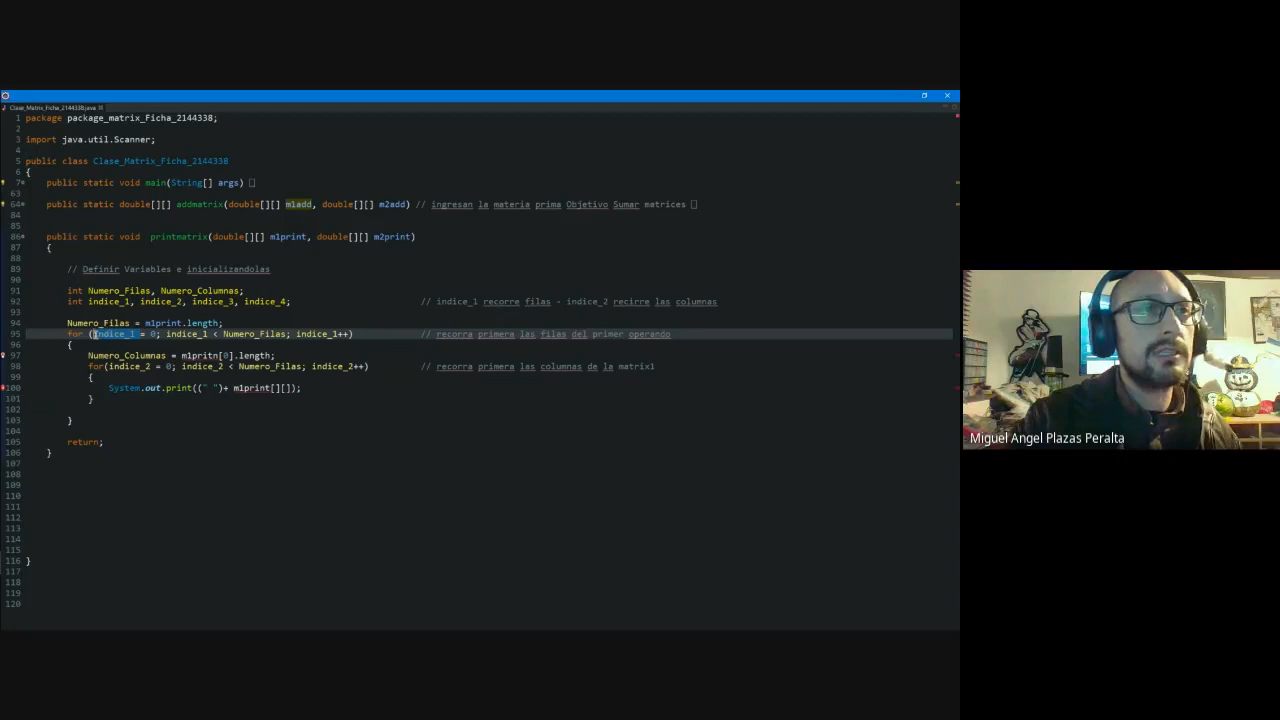 Clase_Matrix_Ficha_2144338.java
1 package package_matrix_Ficha_2144338;
2
3 import java.util.Scanner;
4
5 public class Clase_Matrix_Ficha_2144338
6 {
7 public static void main(String[] args)
63
64 public static double[][] addmatrix(double[][] m1add, double[][] m2add) // ingresan la materia prima Objetivo Sumar matrices
84
85
86 public static void printmatrix(double[][] m1print, double[][] m2print)
87 {
88
89 // Definir Variables e inicializandolas
90
91 int Numero_Filas, Numero_Columnas;
92 int indice_1, indice_2, indice_3, indice_4; // indice_1 recorre filas - indice_2 recirre las columnas
93
94 Numero_Filas = m1print.length;
95 for (indice_1 = 0; indice_1 < Numero_Filas; indice_1++) // recorra primera las filas del primer operando
96 {
97 Numero_Columnas = m1pritn[0].length;
98 for(indice_2 = 0; indice_2 < Numero_Filas; indice_2++) // recorra primera las columnas de la matrix1
99 {
100 System.out.print((" ")+ m1print[][]);
101 }
102
103 }
104
105 return;
106 }
107
108
109
110
111
112
113
114
115
116 }
117
118
119
120
Miguel Angel Plazas Peralta